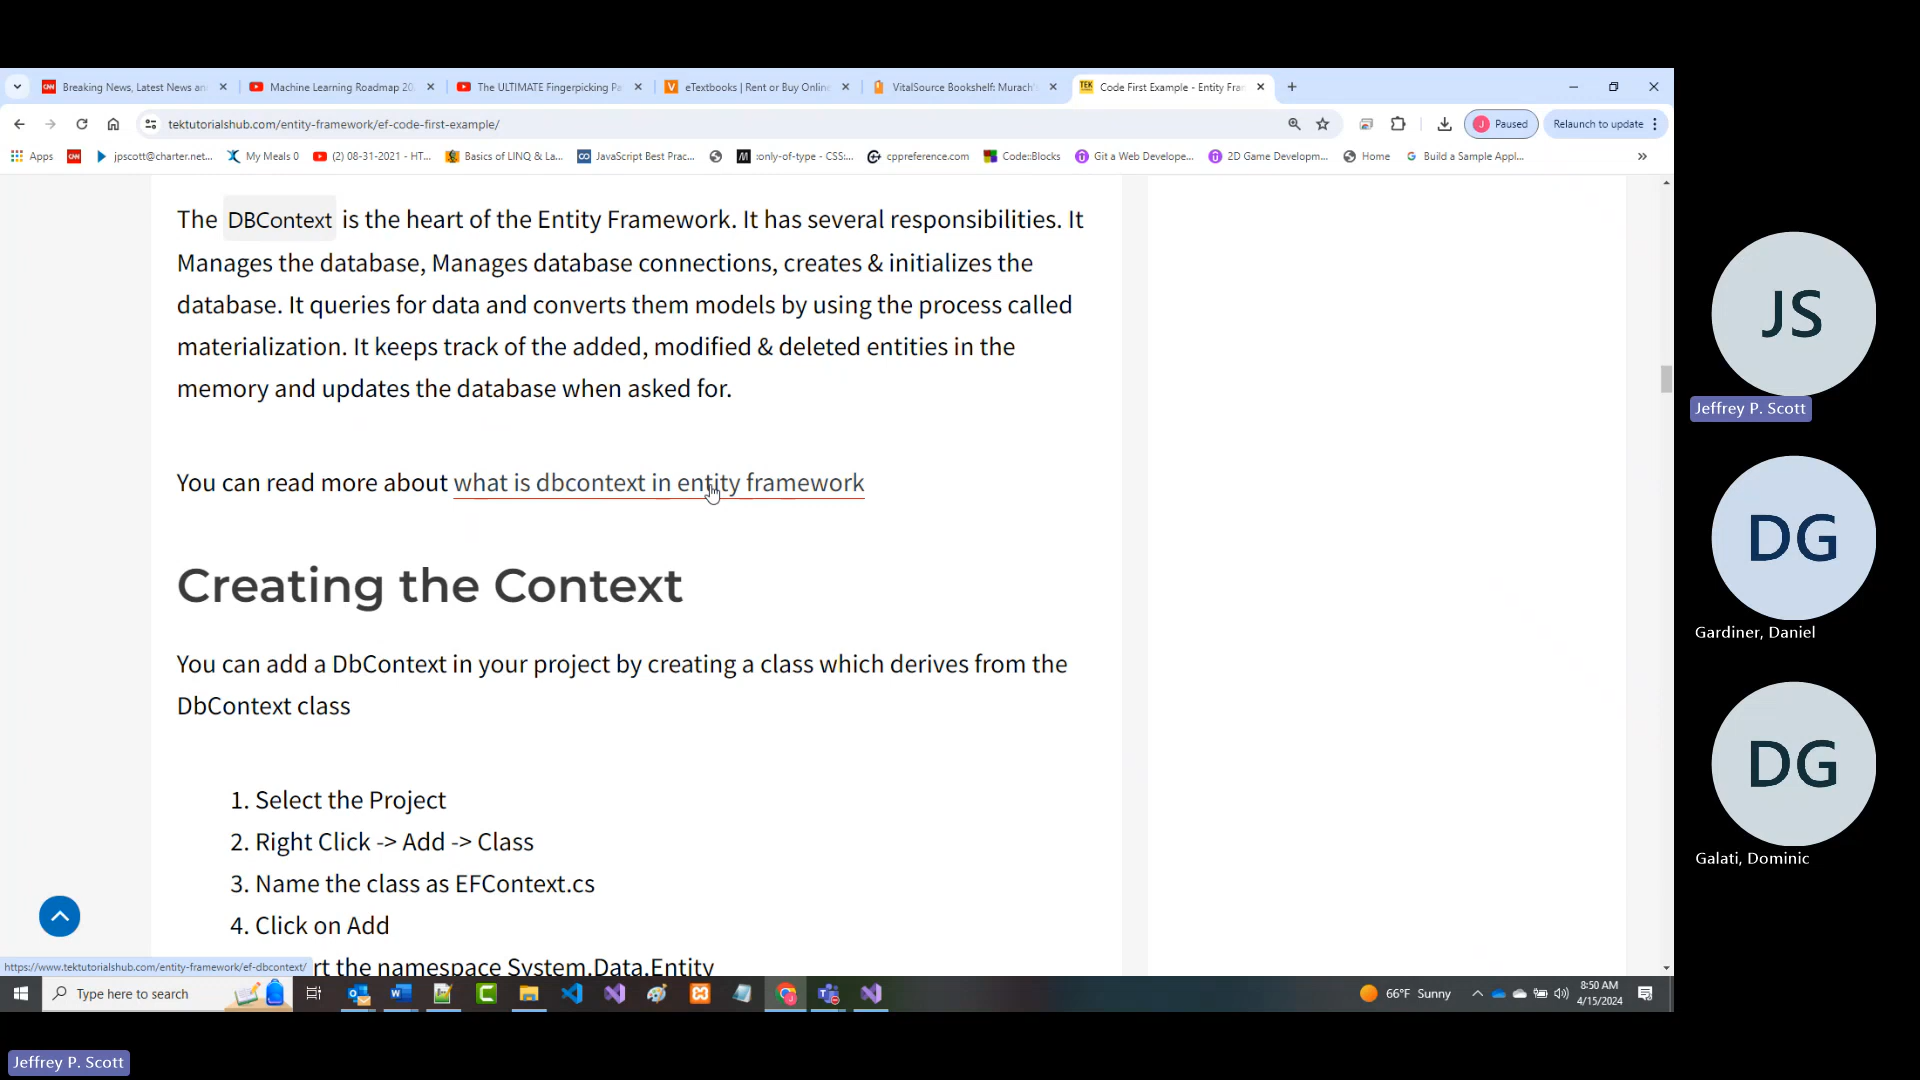 Breaking News, Latest News an
Machine Learning Roadmap 20
The ULTIMATE Fingerpicking Pa
eTextbooks | Rent or Buy Online
VitalSource Bookshelf: Murach'
TEK
Code First Example - Entity Fra
tektutorialshub.com/entity-framework/ef-code-first-example/
J
Paused
Relaunch to update
Apps
jpscott@charter.net...
My Meals 0
(2) 08-31-2021 - HT...
Basics of LINQ & La...
JavaScript Best Prac...
:only-of-type - CSS:...
cppreference.com
Code::Blocks
Git a Web Develope...
2D Game Developm...
Home
Build a Sample Appl...
The DBContext is the heart of the Entity Framework. It has several responsibilities. It
Manages the database, Manages database connections, creates & initializes the
database. It queries for data and converts them models by using the process called
materialization. It keeps track of the added, modified & deleted entities in the
memory and updates the database when asked for.
You can read more about what is dbcontext in entity framework
Creating the Context
You can add a DbContext in your project by creating a class which derives from the
DbContext class
1. Select the Project
2. Right Click -> Add -> Class
3. Name the class as EFContext.cs
4. Click on Add
rt the namespace System.Data.Entity
https://www.tektutorialshub.com/entity-framework/ef-dbcontext/
Type here to search
66°F Sunny
8:50 AM
4/15/2024
JS
Jeffrey P. Scott
DG
Gardiner, Daniel
DG
Galati, Dominic
Jeffrey P. Scott